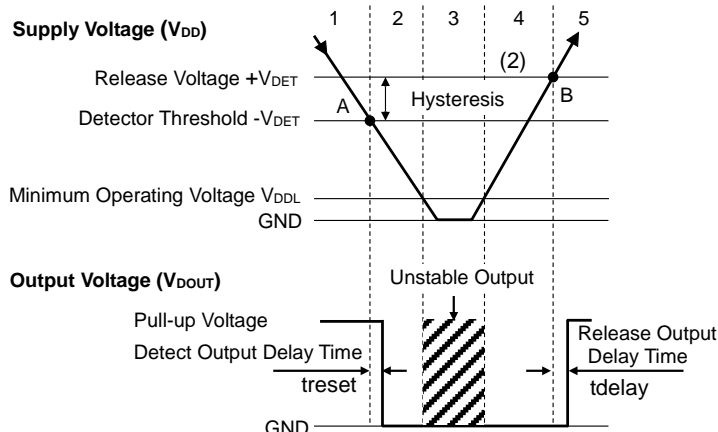 1 2 3 4 5
Supply Voltage (VDD)
(2)
Release Voltage +VDET
A
Hysteresis
B
Detector Threshold -VDET
Minimum Operating Voltage VDDL
GND
Output Voltage (VDOUT)
Unstable Output
Pull-up Voltage
Detect Output Delay Time
treset
Release Output
Delay Time
tdelay
GND